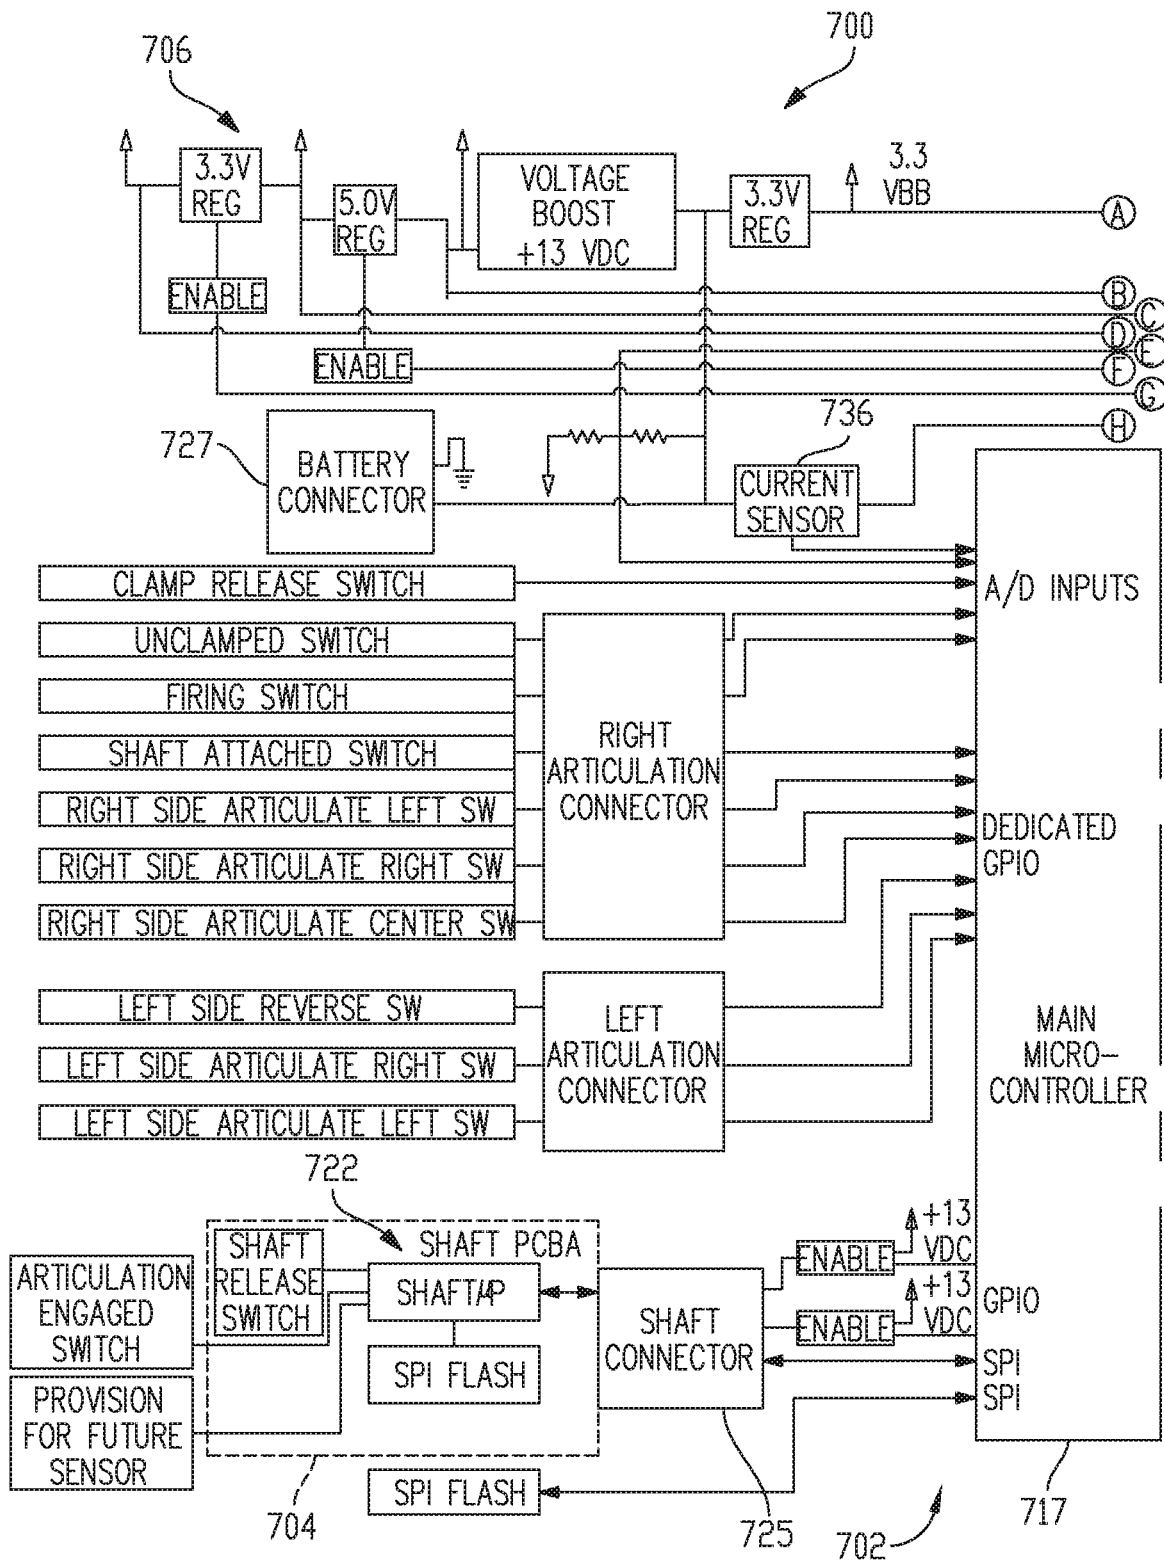 706
700
3.3V
REG
5.0V
REG
VOLTAGE
BOOST
+13 VDC
3.3V
REG
3.3
VBB
A
ENABLE
B
C
D
E
ENABLE
F
G
727
BATTERY
CONNECTOR
736
H
CURRENT
SENSOR
CLAMP RELEASE SWITCH
A/D INPUTS
UNCLAMPED SWITCH
FIRING SWITCH
SHAFT ATTACHED SWITCH
RIGHT
ARTICULATION
CONNECTOR
RIGHT SIDE ARTICULATE LEFT SW
RIGHT SIDE ARTICULATE RIGHT SW
RIGHT SIDE ARTICULATE CENTER SW
DEDICATED
GPIO
LEFT SIDE REVERSE SW
LEFT SIDE ARTICULATE RIGHT SW
LEFT SIDE ARTICULATE LEFT SW
LEFT
ARTICULATION
CONNECTOR
MAIN
MICRO-
CONTROLLER
722
SHAFT
RELEASE
SWITCH
SHAFT PCBA
ARTICULATION
ENGAGED
SWITCH
SHAFT/µP
SPI FLASH
SHAFT
CONNECTOR
ENABLE
+13
VDC
ENABLE
+13
VDC
GPIO
SPI
SPI
PROVISION
FOR FUTURE
SENSOR
704
SPI FLASH
725
702
717